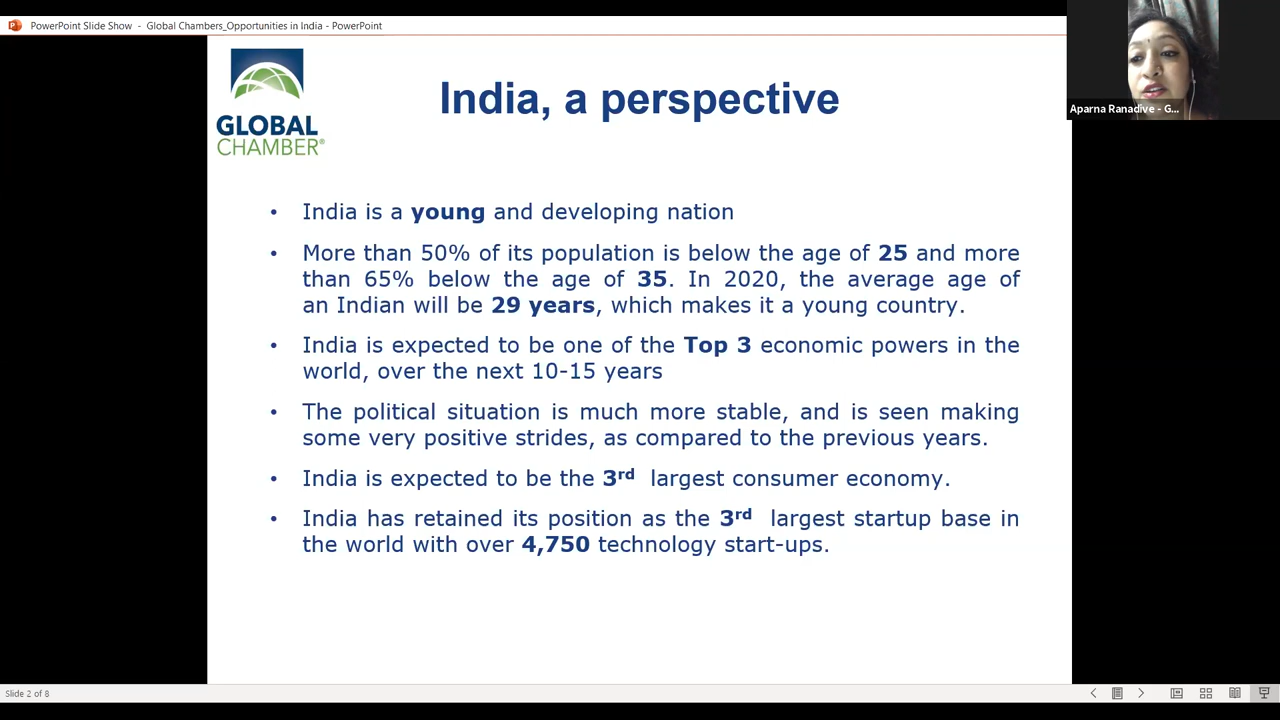 PowerPoint Slide Show - Global Chambers_Opportunities in India - PowerPoint
Aparna Ranadive - G...
GLOBAL
CHAMBER®
India, a perspective
• India is a young and developing nation
• More than 50% of its population is below the age of 25 and more
than 65% below the age of 35. In 2020, the average age of
an Indian will be 29 years, which makes it a young country.
• India is expected to be one of the Top 3 economic powers in the
world, over the next 10-15 years
• The political situation is much more stable, and is seen making
some very positive strides, as compared to the previous years.
• India is expected to be the 3rd largest consumer economy.
• India has retained its position as the 3rd largest startup base in
the world with over 4,750 technology start-ups.
Slide 2 of 8